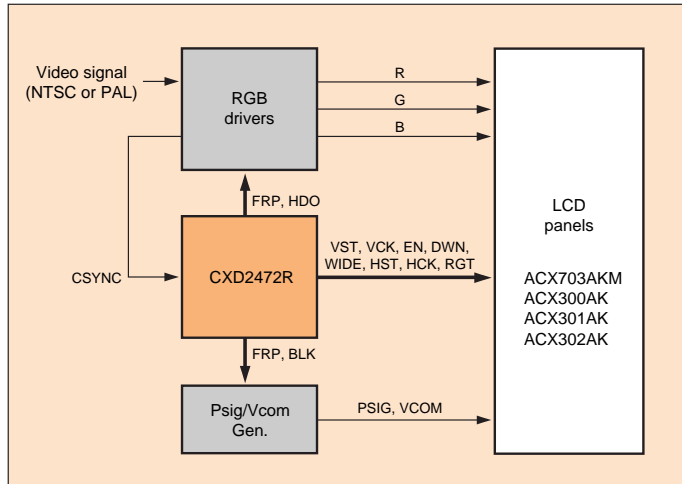 Video signal
(NTSC or PAL)
RGB
drivers
R
G
B
FRP, HDO
LCD
panels
CSYNC
CXD2472R
VST, VCK, EN, DWN,
WIDE, HST, HCK, RGT
ACX703AKM
ACX300AK
ACX301AK
ACX302AK
FRP, BLK
Psig/Vcom
Gen.
PSIG, VCOM